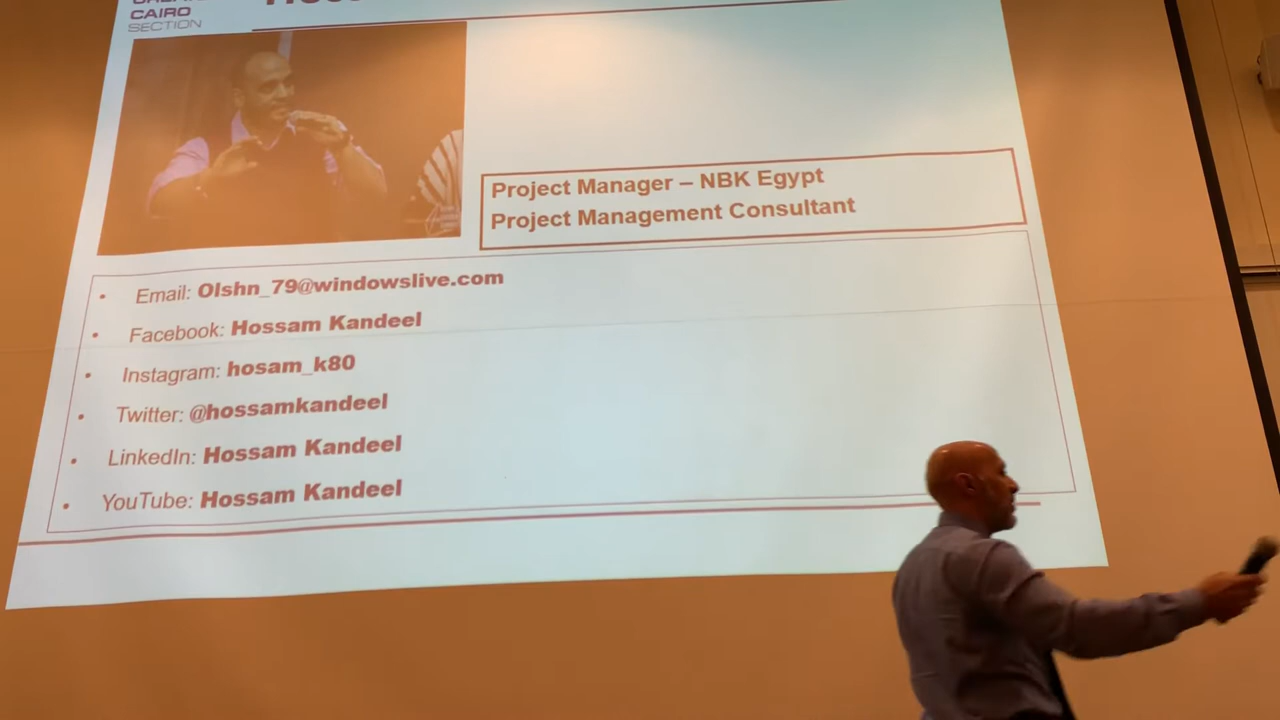 CAIRO
SECTION
Project Manager – NBK Egypt
Project Management Consultant
• Email: Olshn_79@windowslive.com
• Facebook: Hossam Kandeel
• Instagram: hosam_k80
• Twitter: @hossamkandeel
• LinkedIn: Hossam Kandeel
• YouTube: Hossam Kandeel